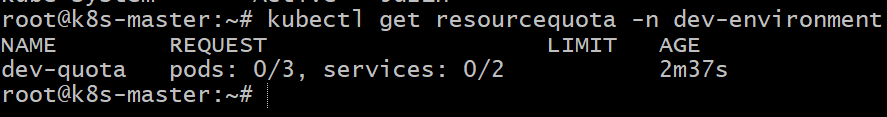 root@k8s-master:~# kubectl get resourcequota -n dev-environment
NAME        REQUEST                      LIMIT   AGE
dev-quota   pods: 0/3, services: 0/2             2m37s
root@k8s-master:~#